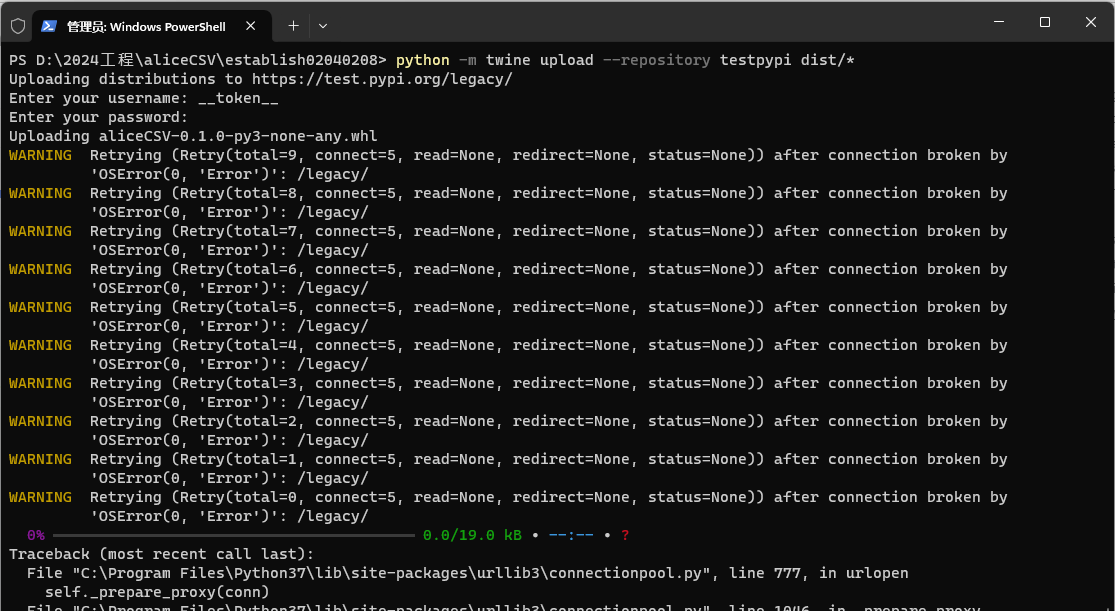 管理员: Windows PowerShell
PS D:\2024工程\aliceCSV\establish02040208> python -m twine upload --repository testpypi dist/*
Uploading distributions to https://test.pypi.org/legacy/
Enter your username: __token__
Enter your password:
Uploading aliceCSV-0.1.0-py3-none-any.whl
WARNING  Retrying (Retry(total=9, connect=5, read=None, redirect=None, status=None)) after connection broken by
'OSError(0, 'Error')': /legacy/
WARNING  Retrying (Retry(total=8, connect=5, read=None, redirect=None, status=None)) after connection broken by
'OSError(0, 'Error')': /legacy/
WARNING  Retrying (Retry(total=7, connect=5, read=None, redirect=None, status=None)) after connection broken by
'OSError(0, 'Error')': /legacy/
WARNING  Retrying (Retry(total=6, connect=5, read=None, redirect=None, status=None)) after connection broken by
'OSError(0, 'Error')': /legacy/
WARNING  Retrying (Retry(total=5, connect=5, read=None, redirect=None, status=None)) after connection broken by
'OSError(0, 'Error')': /legacy/
WARNING  Retrying (Retry(total=4, connect=5, read=None, redirect=None, status=None)) after connection broken by
'OSError(0, 'Error')': /legacy/
WARNING  Retrying (Retry(total=3, connect=5, read=None, redirect=None, status=None)) after connection broken by
'OSError(0, 'Error')': /legacy/
WARNING  Retrying (Retry(total=2, connect=5, read=None, redirect=None, status=None)) after connection broken by
'OSError(0, 'Error')': /legacy/
WARNING  Retrying (Retry(total=1, connect=5, read=None, redirect=None, status=None)) after connection broken by
'OSError(0, 'Error')': /legacy/
WARNING  Retrying (Retry(total=0, connect=5, read=None, redirect=None, status=None)) after connection broken by
'OSError(0, 'Error')': /legacy/
0% 0.0/19.0 kB • --:-- • ?
Traceback (most recent call last):
File "C:\Program Files\Python37\lib\site-packages\urllib3\connectionpool.py", line 777, in urlopen
self._prepare_proxy(conn)
File "C:\Program Files\Python37\lib\site-packages\urllib3\connectionpool.py", line 1046, in _prepare_proxy